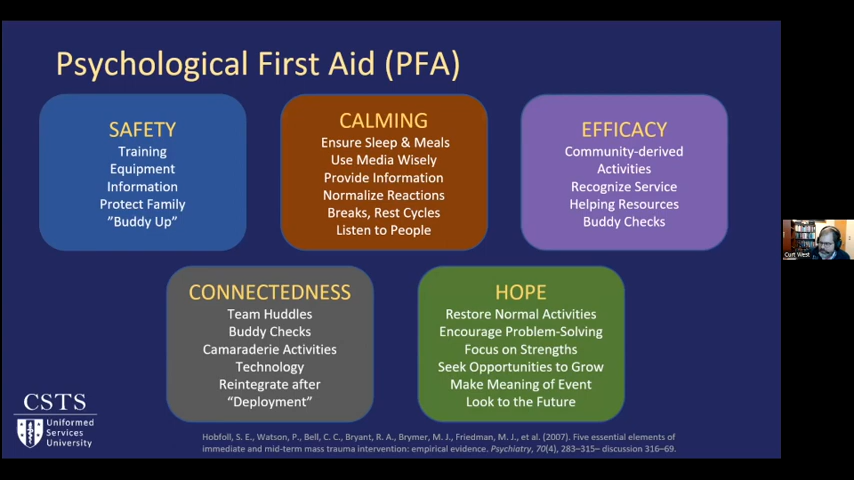 Psychological First Aid (PFA)
SAFETY
Training
Equipment
Information
Protect Family
”Buddy Up”
CALMING
Ensure Sleep & Meals
Use Media Wisely
Provide Information
Normalize Reactions
Breaks, Rest Cycles
Listen to People
EFFICACY
Community-derived
Activities
Recognize Service
Helping Resources
Buddy Checks
CONNECTEDNESS
Team Huddles
Buddy Checks
Camaraderie Activities
Technology
Reintegrate after
“Deployment”
HOPE
Restore Normal Activities
Encourage Problem-Solving
Focus on Strengths
Seek Opportunities to Grow
Make Meaning of Event
Look to the Future
CSTS
Uniformed
Services
University
Hobfoll, S. E., Watson, P., Bell, C. C., Bryant, R. A., Brymer, M. J., Friedman, M. J., et al. (2007). Five essential elements of
immediate and mid-term mass trauma intervention: empirical evidence. Psychiatry, 70(4), 283–315– discussion 316–69.
Curt West